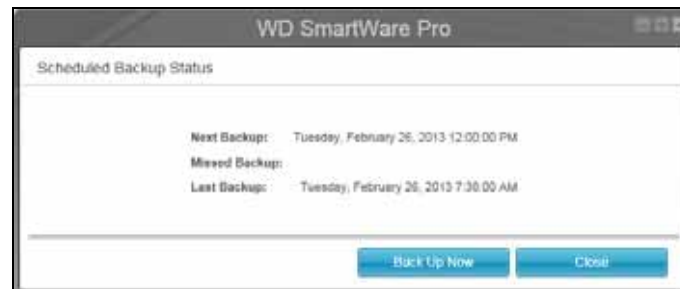 WD SmartWare Pro
Scheduled Backup Status
Next Backup: Tuesday, February 26, 2013 12:00:00 PM
Missed Backup:
Last Backup: Tuesday, February 26, 2013 7:36:00 AM
Back Up Now Close